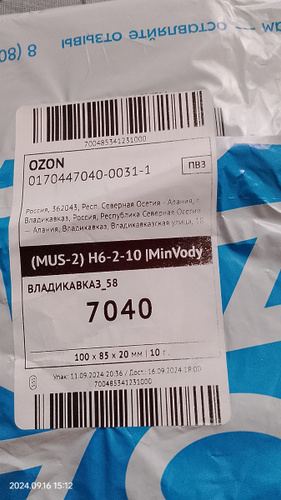 ам — оставляйте отзывы
8 (80
700485341231000
OZON
ПВЗ
0170447040-0031-1
Россия, 362043, Респ. Северная Осетия - Алания, г.
Владикавказ, Россия, Республика Северная Осетия
— Алания, Владикавказ, Владикавказская улица, 18
(MUS-2) H6-2-10 |MinVody
ВЛАДИКАВКАЗ_58
7040
100 x 85 x 20 мм | 10 г
Упак: 11.09.2024 20:36 / Дост: 16.09.2024 18:00
700485341231000
2024.09.16 15:12